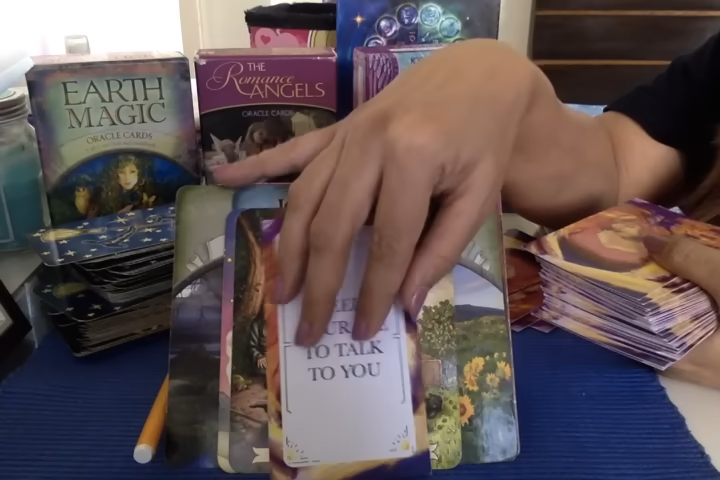 EARTH
MAGIC
ORACLE CARDS
THE
Romance
ANGELS
ORACLE CARDS
TO TALK
TO YOU